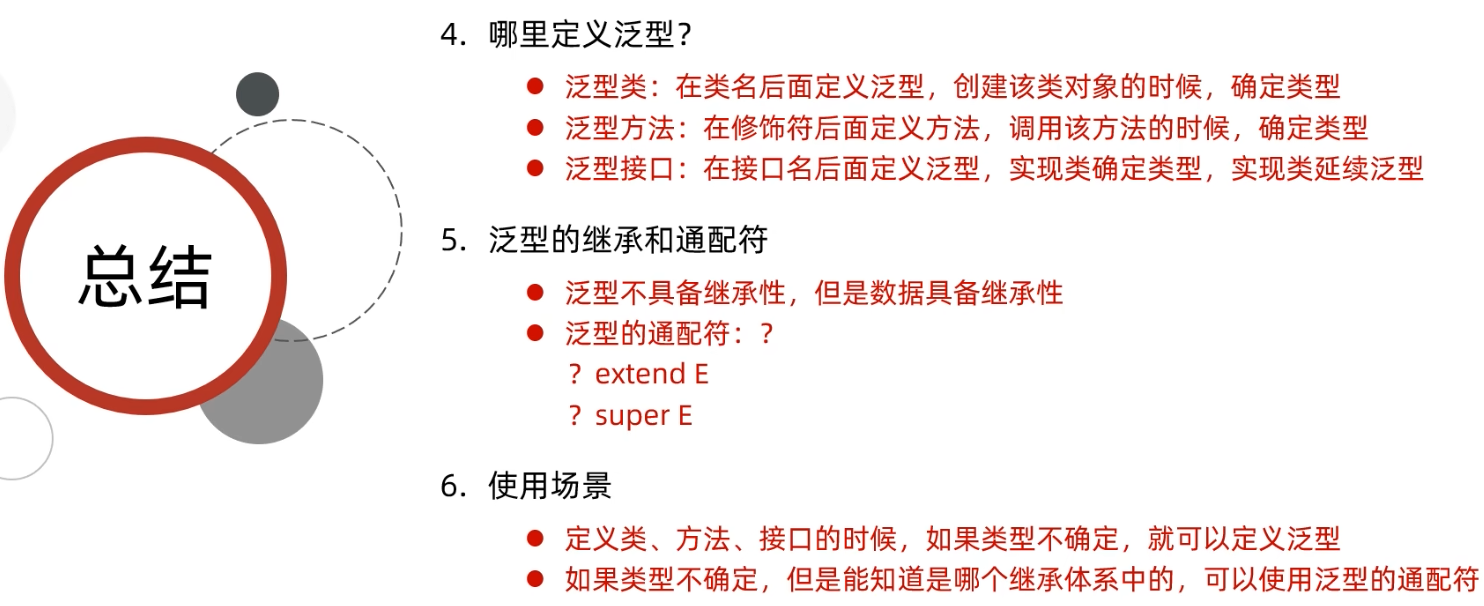 总结
4. 哪里定义泛型？
泛型类：在类名后面定义泛型，创建该类对象的时候，确定类型
泛型方法：在修饰符后面定义方法，调用该方法的时候，确定类型
泛型接口：在接口名后面定义泛型，实现类确定类型，实现类延续泛型
5. 泛型的继承和通配符
泛型不具备继承性，但是数据具备继承性
泛型的通配符：？
？extend E
？super E
6. 使用场景
定义类、方法、接口的时候，如果类型不确定，就可以定义泛型
如果类型不确定，但是能知道是哪个继承体系中的，可以使用泛型的通配符